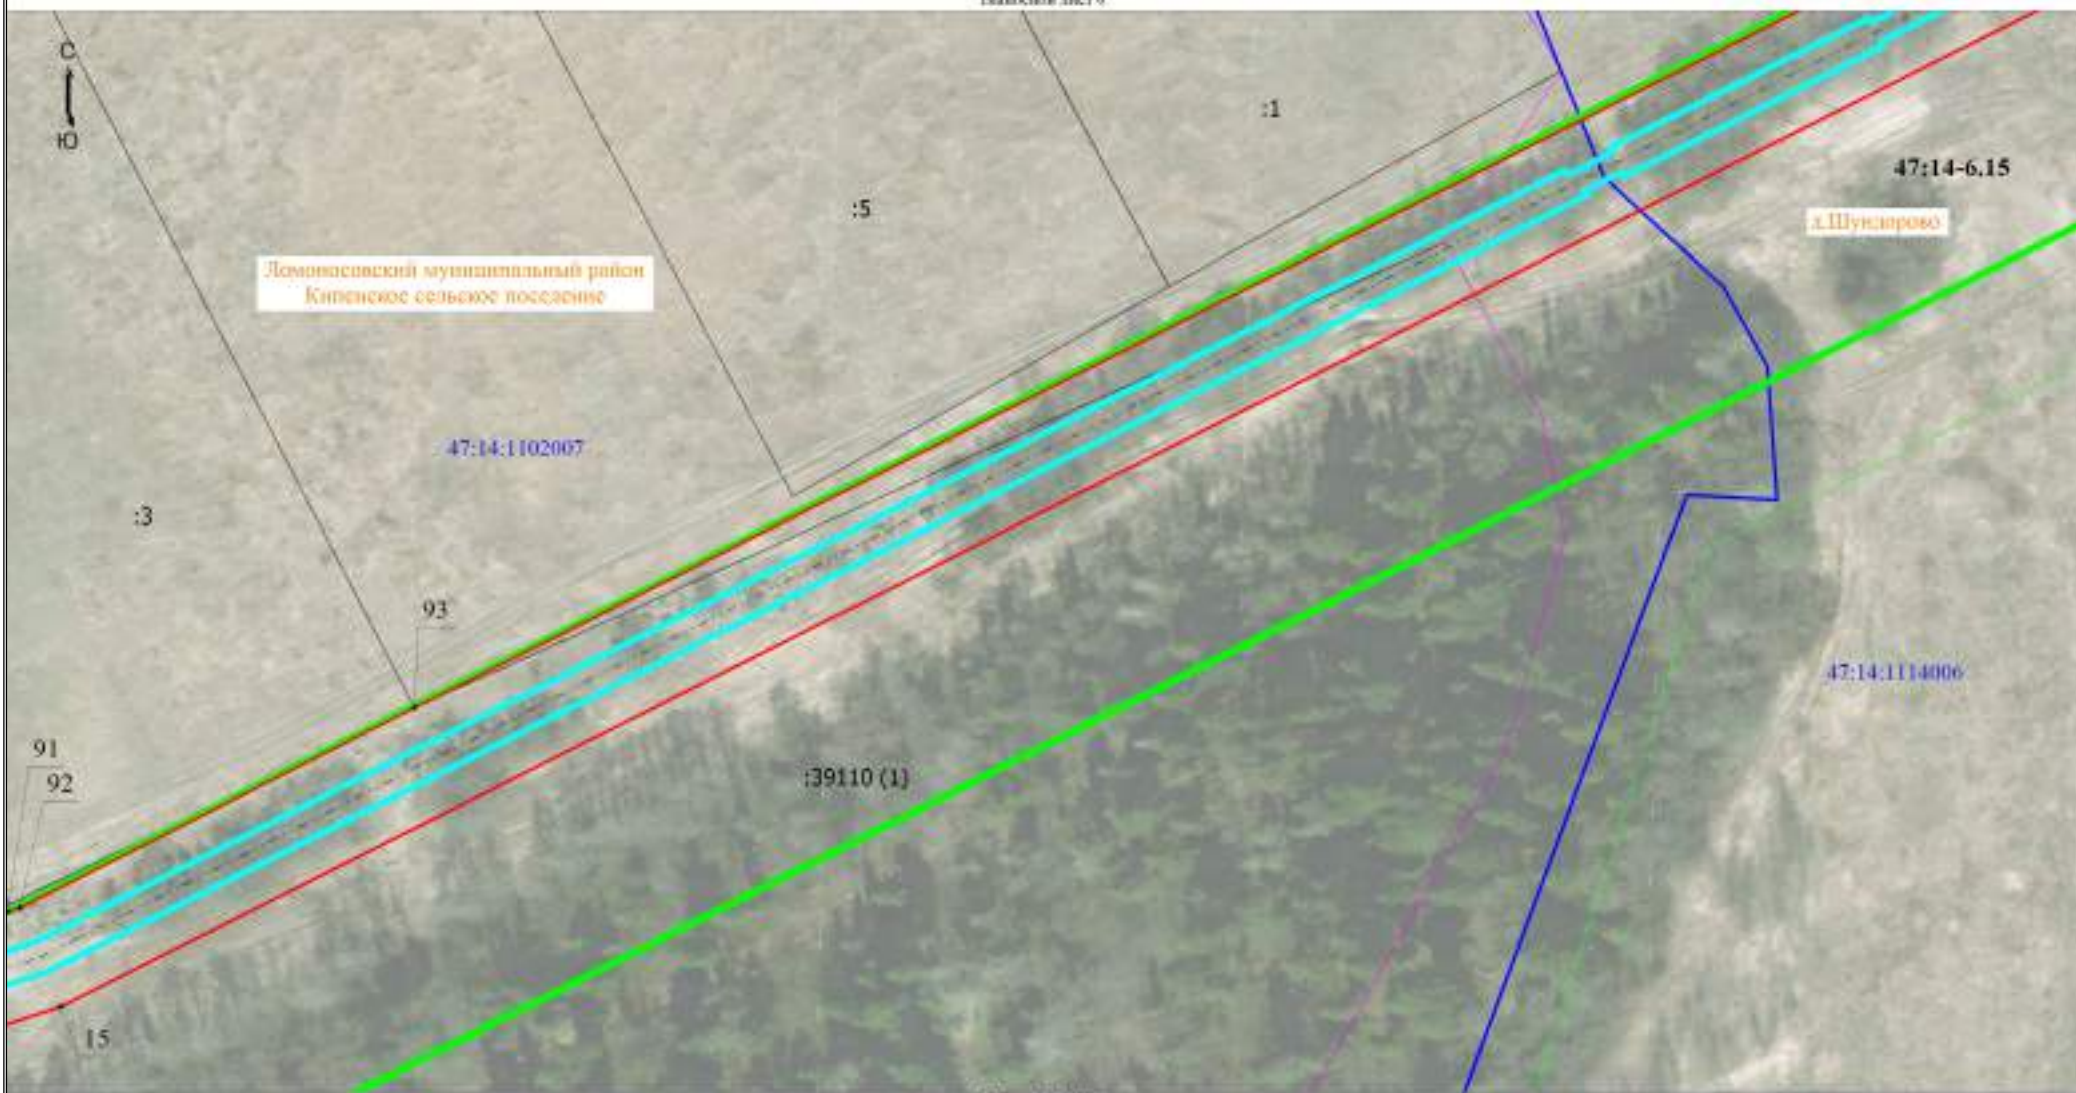 С
Ю
:1
:5
47:14-6.15
д.Шундорово
Ломоносовский муниципальный район
Кипенское сельское поселение
47:14:1102007
:3
93
47:14:1114006
91
92
:39110 (1)
15